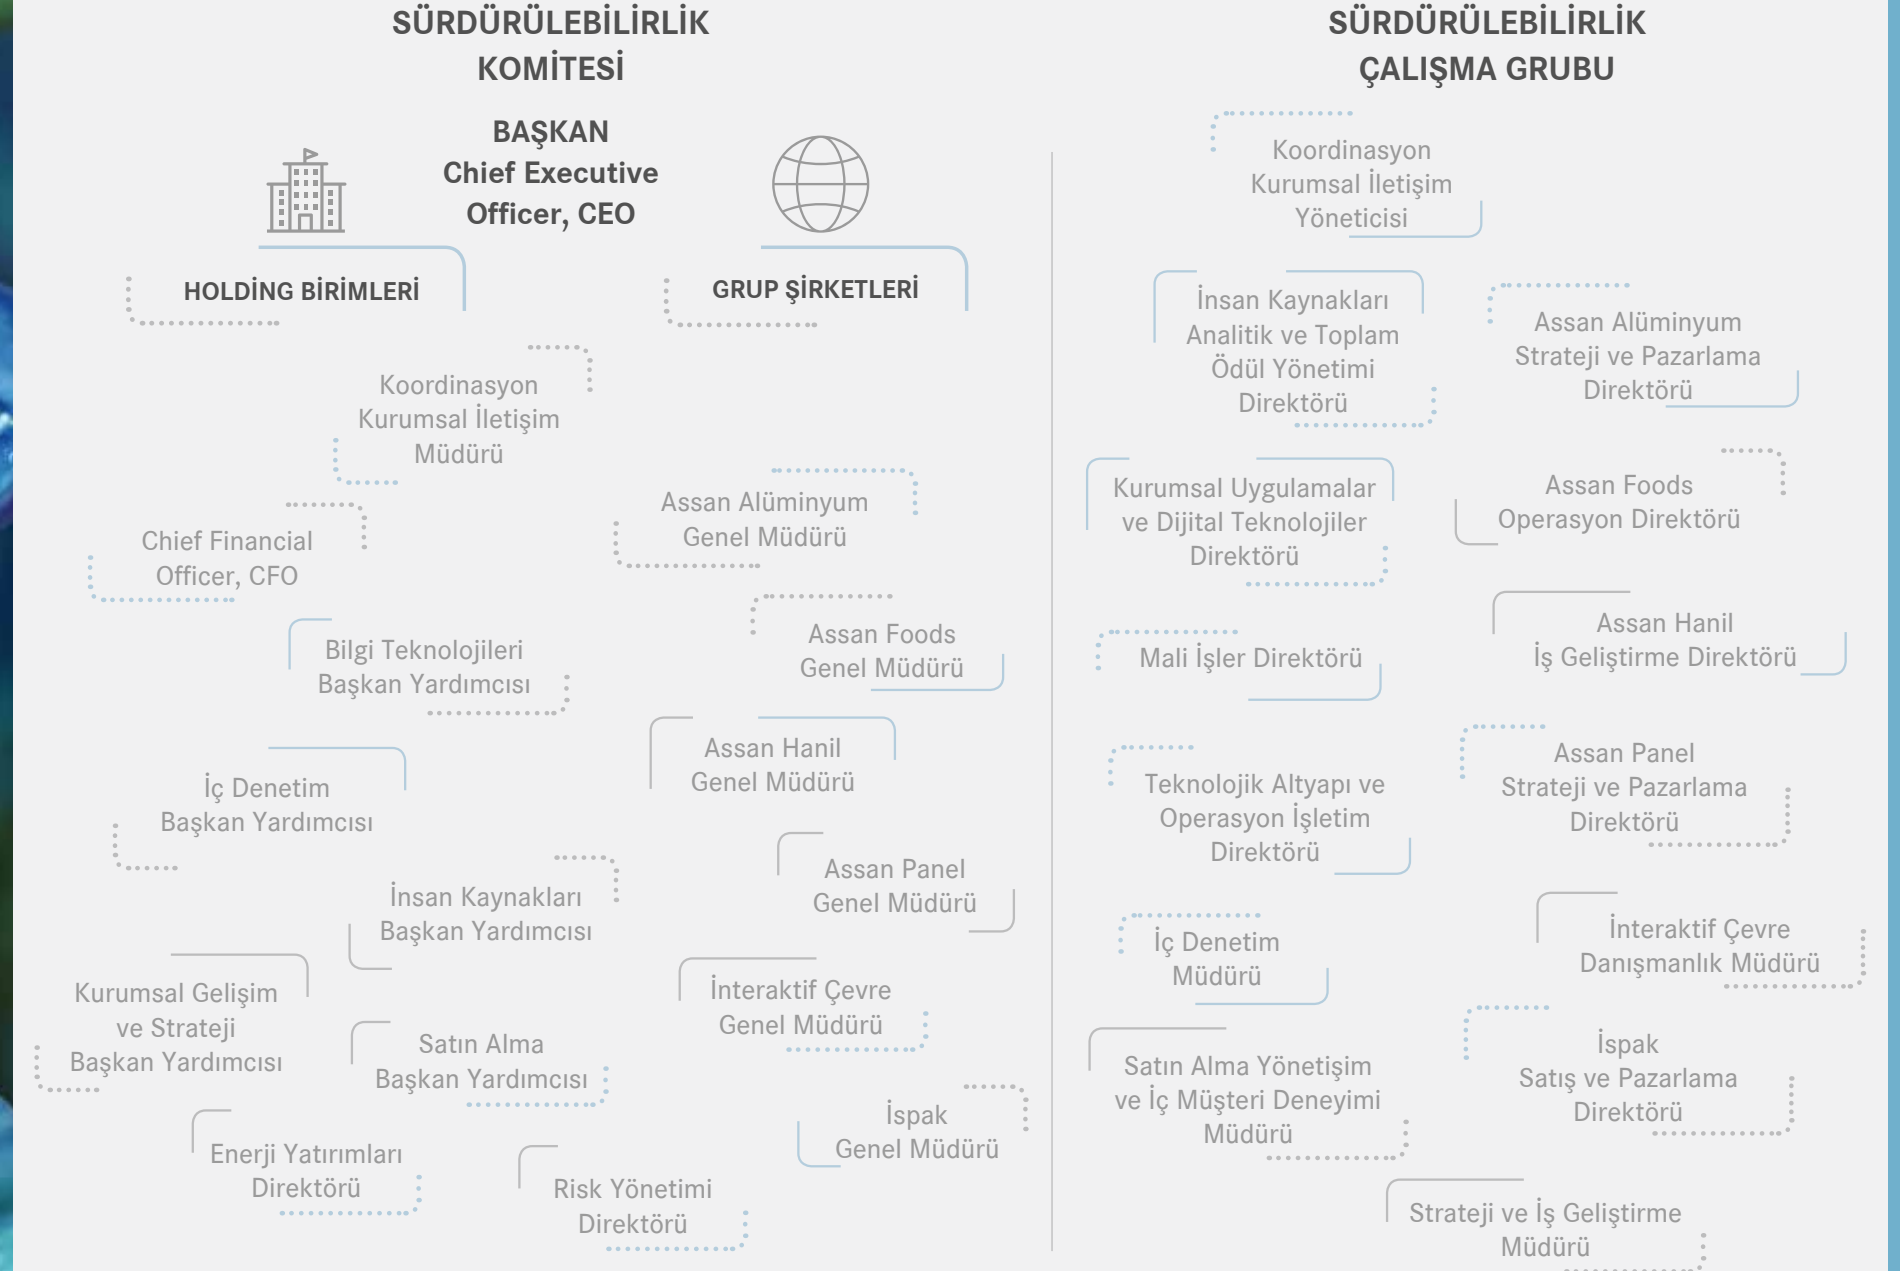 SÜRDÜRÜLEBİLİRLİK
KOMİTESİ
BAŞKAN
Chief Executive
Officer, CEO
HOLDİNG BİRİMLERİ
Koordinasyon
Kurumsal İletişim
Müdürü
Chief Financial
Officer, CFO
Bilgi Teknolojileri
Başkan Yardımcısı
İç Denetim
Başkan Yardımcısı
İnsan Kaynakları
Başkan Yardımcısı
Kurumsal Gelişim
ve Strateji
Başkan Yardımcısı
Satın Alma
Başkan Yardımcısı
Enerji Yatırımları
Direktörü
Risk Yönetimi
Direktörü
GRUP ŞİRKETLERİ
Assan Alüminyum
Genel Müdürü
Assan Foods
Genel Müdürü
Assan Hanil
Genel Müdürü
Assan Panel
Genel Müdürü
İnteraktif Çevre
Genel Müdürü
İspak
Genel Müdürü
SÜRDÜRÜLEBİLİRLİK
ÇALIŞMA GRUBU
Koordinasyon
Kurumsal İletişim
Yöneticisi
İnsan Kaynakları
Analitik ve Toplam
Ödül Yönetimi
Direktörü
Kurumsal Uygulamalar
ve Dijital Teknolojiler
Direktörü
Mali İşler Direktörü
Teknolojik Altyapı ve
Operasyon İşletim
Direktörü
İç Denetim
Müdürü
Satın Alma Yönetişim
ve İç Müşteri Deneyimi
Müdürü
Assan Alüminyum
Strateji ve Pazarlama
Direktörü
Assan Foods
Operasyon Direktörü
Assan Hanil
İş Geliştirme Direktörü
Assan Panel
Strateji ve Pazarlama
Direktörü
İnteraktif Çevre
Danışmanlık Müdürü
İspak
Satış ve Pazarlama
Direktörü
Strateji ve İş Geliştirme
Müdürü